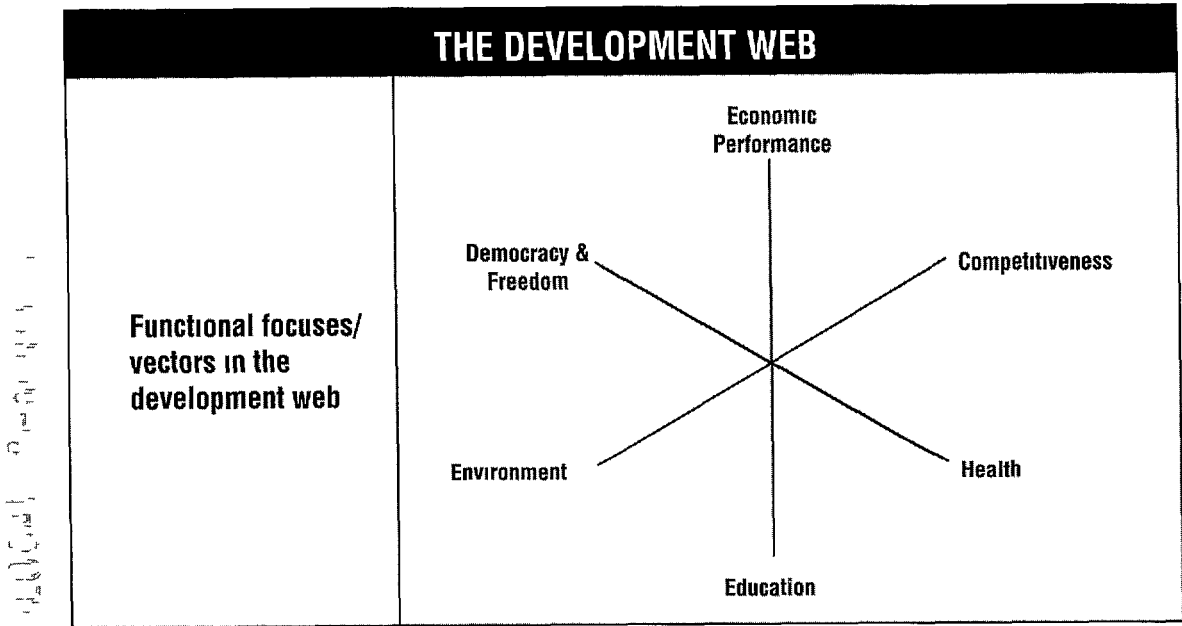 THE DEVELOPMENT WEB
Functional focuses/
vectors in the
development web
Economic
Performance
Democracy &
Freedom
Competitiveness
Environment
Health
Education